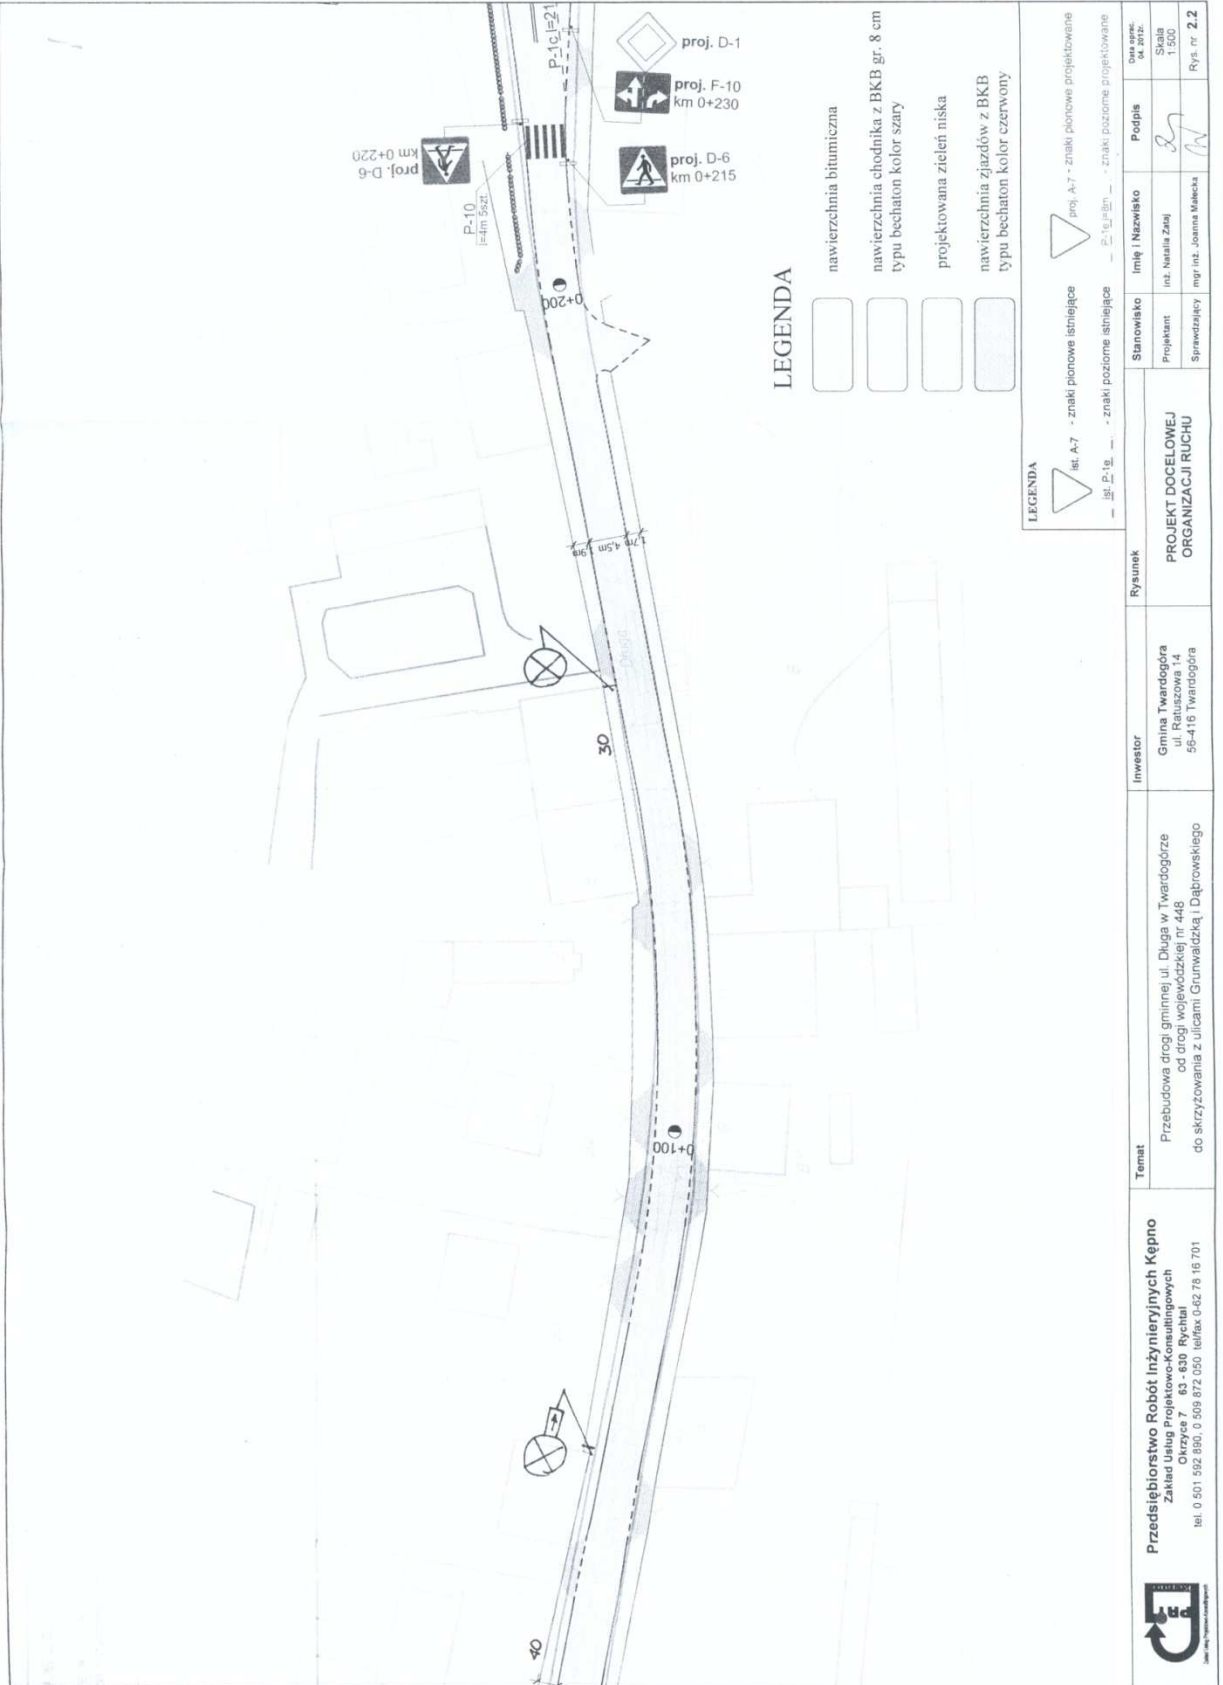 proj. D-1
proj. F-10
km 0+230
proj. D-6
km 0+215
proj. D-6
km 0+220
P-1c l=21
P-10
l=4m 5szt.
0+200
4,5m
Długa
30
0+100
40
LEGENDA
nawierzchnia bitumiczna
nawierzchnia chodnika z BKB gr. 8 cm
typu bechaton kolor szary
projektowana zieleń niska
nawierzchnia zjazdów z BKB
typu bechaton kolor czerwony
LEGENDA
ist. A-7 - znaki pionowe istniejące
proj. A-7 - znaki pionowe projektowane
ist. P-1e - znaki poziome istniejące
P-1e l=8m - znaki poziome projektowane
Przedsiębiorstwo Robót Inżynieryjnych Kępno
Zakład Usług Projektowo-Konsultingowych
Okrzyce 7 63 - 630 Rychtal
tel. 0 501 592 890, 0 509 872 050 tel/fax 0-62 78 16 701
Temat
Przebudowa drogi gminnej ul. Długa w Twardogórze
od drogi wojewódzkiej nr 448
do skrzyżowania z ulicami Grunwaldzką i Dąbrowskiego
Inwestor
Gmina Twardogóra
ul. Ratuszowa 14
56-416 Twardogóra
Rysunek
PROJEKT DOCELOWEJ
ORGANIZACJI RUCHU
Stanowisko
Imię i Nazwisko
Podpis
Data oprac.
04. 2012r.
Projektant
inż. Natalia Zataj
Skala
1:500
Sprawdzający
mgr inż. Joanna Małecka
Rys. nr 2.2